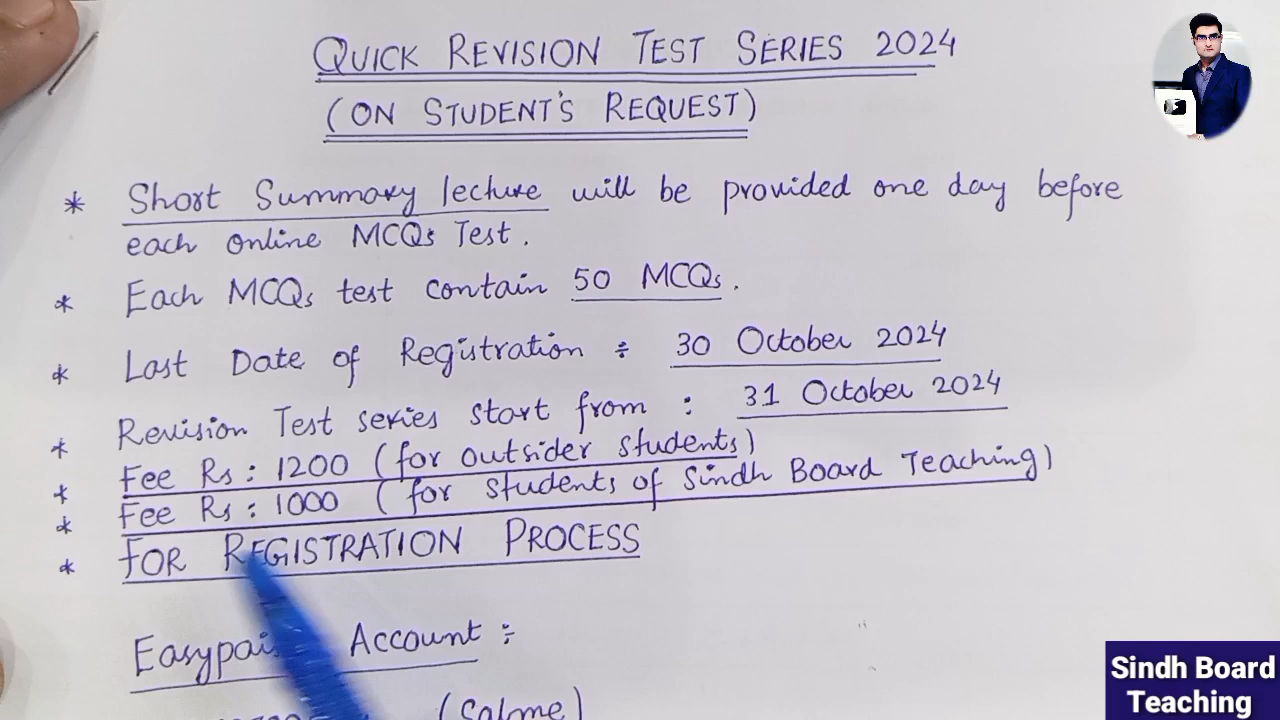 QUICK REVISION TEST SERIES 2024
(ON STUDENT'S REQUEST)
* Short Summary lecture will be provided one day before
each online MCQs Test.
* Each MCQs test contain 50 MCQs.
* Last Date of Registration : 30 October 2024
* Revision Test series start from : 31 October 2024
* Fee Rs : 1200 (for outsider students)
* Fee Rs : 1000 (for students of Sindh Board Teaching)
* FOR REGISTRATION PROCESS
Account :
Sindh Board
Teaching